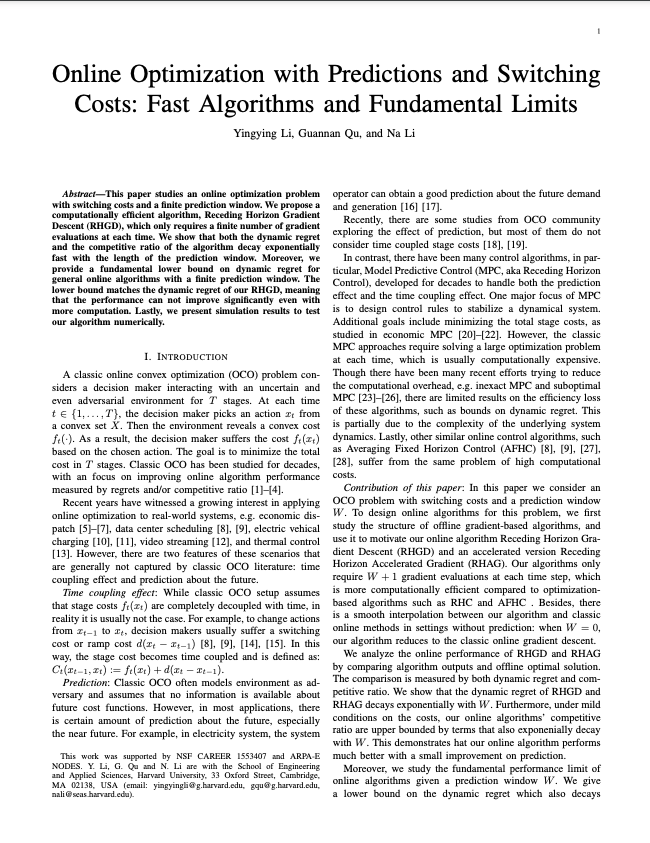 1
Online Optimization with Predictions and Switching
Costs: Fast Algorithms and Fundamental Limits
Yingying Li, Guannan Qu, and Na Li
Abstract—This paper studies an online optimization problem
with switching costs and a finite prediction window. We propose a
computationally efficient algorithm, Receding Horizon Gradient
Descent (RHGD), which only requires a finite number of gradient
evaluations at each time. We show that both the dynamic regret
and the competitive ratio of the algorithm decay exponentially
fast with the length of the prediction window. Moreover, we
provide a fundamental lower bound on dynamic regret for
general online algorithms with a finite prediction window. The
lower bound matches the dynamic regret of our RHGD, meaning
that the performance can not improve significantly even with
more computation. Lastly, we present simulation results to test
our algorithm numerically.
I. INTRODUCTION
A classic online convex optimization (OCO) problem con-
siders a decision maker interacting with an uncertain and
even adversarial environment for T stages. At each time
t ∈ {1, . . . , T}, the decision maker picks an action x_t from
a convex set X. Then the environment reveals a convex cost
f_t(·). As a result, the decision maker suffers the cost f_t(x_t)
based on the chosen action. The goal is to minimize the total
cost in T stages. Classic OCO has been studied for decades,
with an focus on improving online algorithm performance
measured by regrets and/or competitive ratio [1]–[4].
Recent years have witnessed a growing interest in applying
online optimization to real-world systems, e.g. economic dis-
patch [5]–[7], data center scheduling [8], [9], electric vehical
charging [10], [11], video streaming [12], and thermal control
[13]. However, there are two features of these scenarios that
are generally not captured by classic OCO literature: time
coupling effect and prediction about the future.
Time coupling effect: While classic OCO setup assumes
that stage costs f_t(x_t) are completely decoupled with time, in
reality it is usually not the case. For example, to change actions
from x_{t−1} to x_t, decision makers usually suffer a switching
cost or ramp cost d(x_t − x_{t−1}) [8], [9], [14], [15]. In this
way, the stage cost becomes time coupled and is defined as:
C_t(x_{t−1}, x_t) := f_t(x_t) + d(x_t − x_{t−1}).
Prediction: Classic OCO often models environment as ad-
versary and assumes that no information is available about
future cost functions. However, in most applications, there
is certain amount of prediction about the future, especially
the near future. For example, in electricity system, the system
This work was supported by NSF CAREER 1553407 and ARPA-E
NODES. Y. Li, G. Qu and N. Li are with the School of Engineering
and Applied Sciences, Harvard University, 33 Oxford Street, Cambridge,
MA 02138, USA (email: yingyingli@g.harvard.edu, gqu@g.harvard.edu,
nali@seas.harvard.edu).
operator can obtain a good prediction about the future demand
and generation [16] [17].
Recently, there are some studies from OCO community
exploring the effect of prediction, but most of them do not
consider time coupled stage costs [18], [19].
In contrast, there have been many control algorithms, in par-
ticular, Model Predictive Control (MPC, aka Receding Horizon
Control), developed for decades to handle both the prediction
effect and the time coupling effect. One major focus of MPC
is to design control rules to stabilize a dynamical system.
Additional goals include minimizing the total stage costs, as
studied in economic MPC [20]–[22]. However, the classic
MPC approaches require solving a large optimization problem
at each time, which is usually computationally expensive.
Though there have been many recent efforts trying to reduce
the computational overhead, e.g. inexact MPC and suboptimal
MPC [23]–[26], there are limited results on the efficiency loss
of these algorithms, such as bounds on dynamic regret. This
is partially due to the complexity of the underlying system
dynamics. Lastly, other similar online control algorithms, such
as Averaging Fixed Horizon Control (AFHC) [8], [9], [27],
[28], suffer from the same problem of high computational
costs.
Contribution of this paper: In this paper we consider an
OCO problem with switching costs and a prediction window
W. To design online algorithms for this problem, we first
study the structure of offline gradient-based algorithms, and
use it to motivate our online algorithm Receding Horizon Gra-
dient Descent (RHGD) and an accelerated version Receding
Horizon Accelerated Gradient (RHAG). Our algorithms only
require W + 1 gradient evaluations at each time step, which
is more computationally efficient compared to optimization-
based algorithms such as RHC and AFHC . Besides, there
is a smooth interpolation between our algorithm and classic
online methods in settings without prediction: when W = 0,
our algorithm reduces to the classic online gradient descent.
We analyze the online performance of RHGD and RHAG
by comparing algorithm outputs and offline optimal solution.
The comparison is measured by both dynamic regret and com-
petitive ratio. We show that the dynamic regret of RHGD and
RHAG decays exponentially with W. Furthermore, under mild
conditions on the costs, our online algorithms' competitive
ratio are upper bounded by terms that also exponenially decay
with W. This demonstrates hat our online algorithm performs
much better with a small improvement on prediction.
Moreover, we study the fundamental performance limit of
online algorithms given a prediction window W. We give
a lower bound on the dynamic regret which also decays